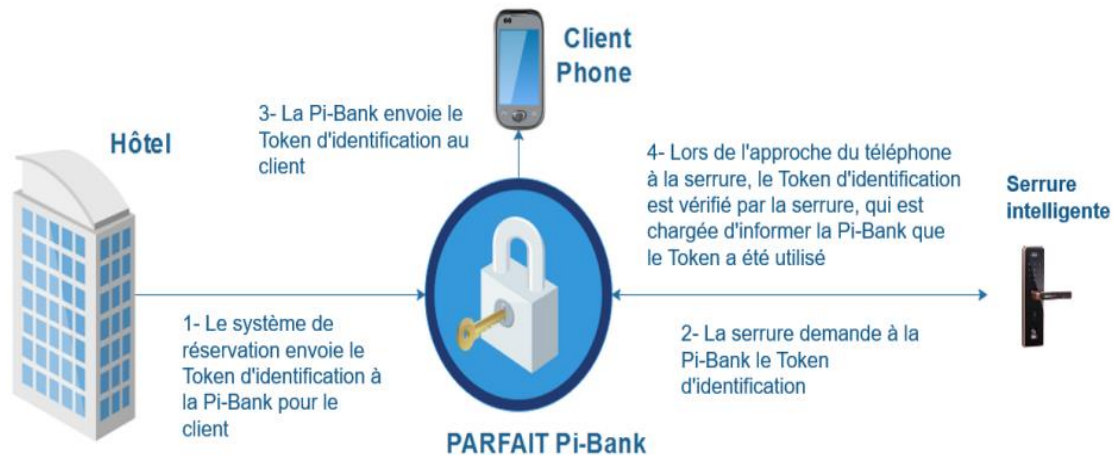 Client
Phone
3- La Pi-Bank envoie le
Token d'identification au
client
Hôtel
4- Lors de l'approche du téléphone
à la serrure, le Token d'identification
est vérifié par la serrure, qui est
chargée d'informer la Pi-Bank que
le Token a été utilisé
Serrure
intelligente
1- Le système de
réservation envoie le
Token d'identification à
la Pi-Bank pour le
client
2- La serrure demande à la
Pi-Bank le Token
d'identification
PARFAIT Pi-Bank